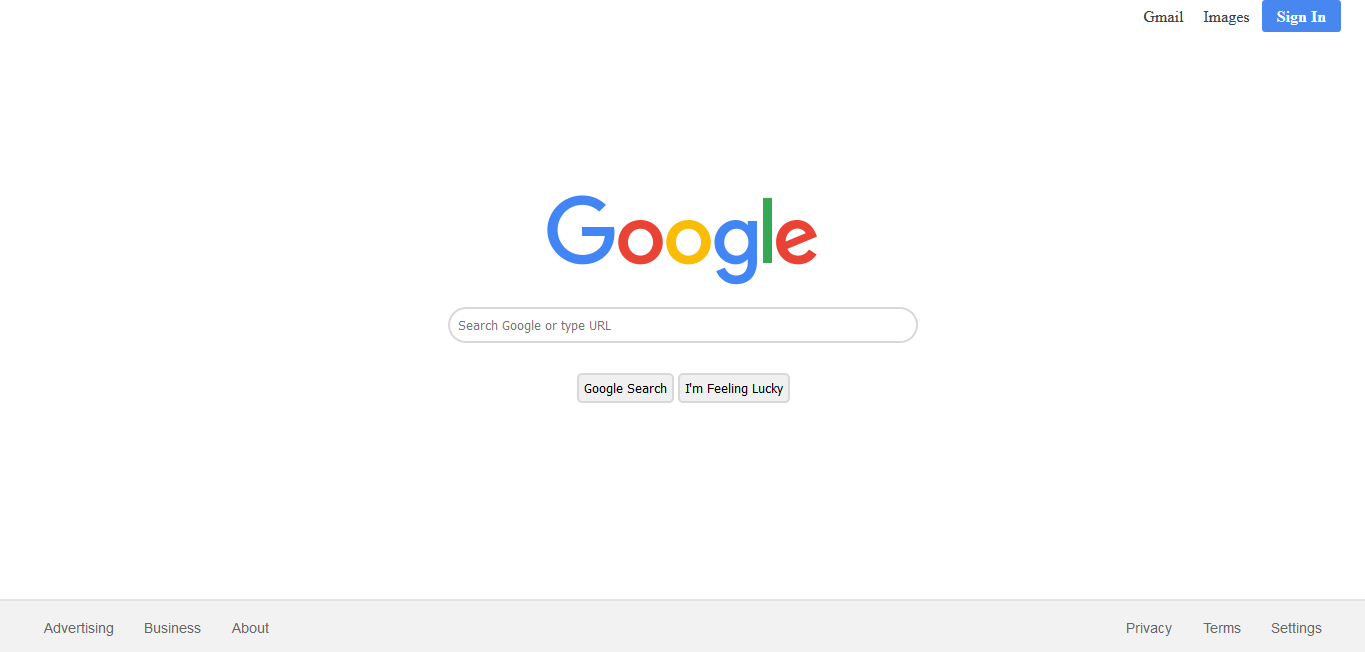 Gmail Images Sign In
Google
Search Google or type URL
Google Search I'm Feeling Lucky
Advertising Business About Privacy Terms Settings